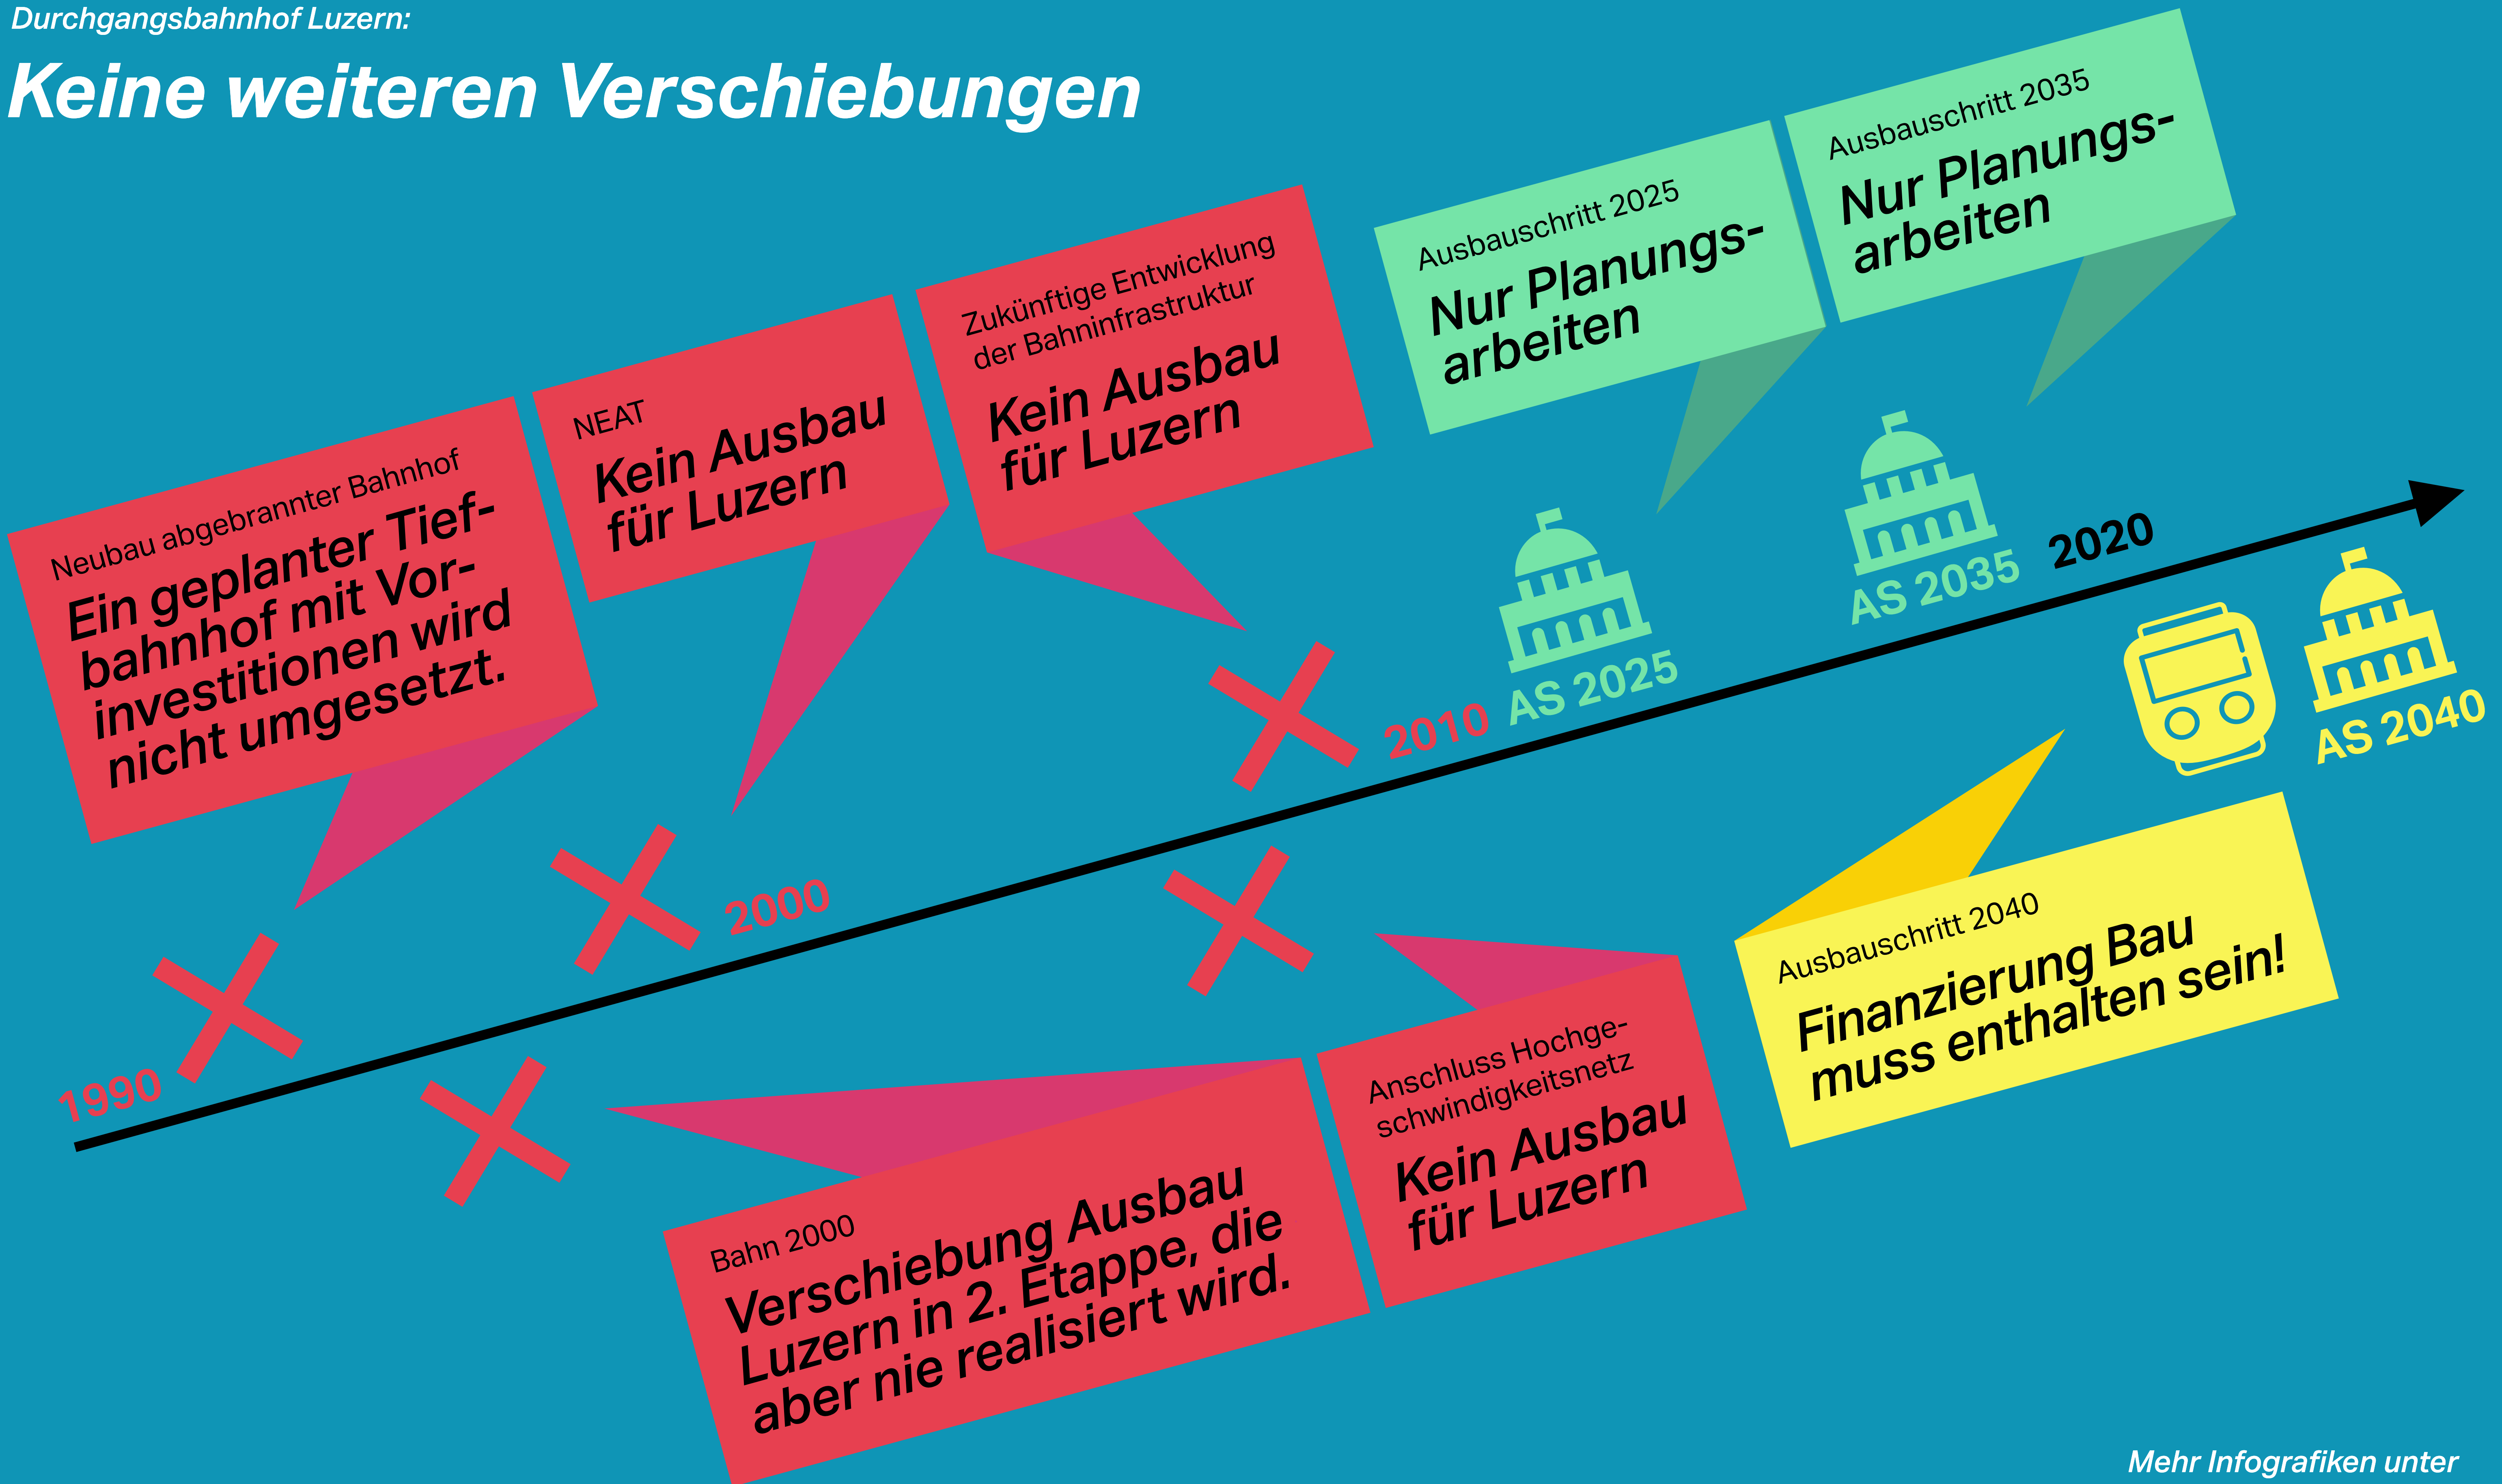 Durchgangsbahnhof Luzern:
Keine weiteren Verschiebungen
Neubau abgebrannter Bahnhof
Ein geplanter Tief-
bahnhof mit Vor-
investitionen wird
nicht umgesetzt.
NEAT
Kein Ausbau
für Luzern
Zukünftige Entwicklung
der Bahninfrastruktur
Kein Ausbau
für Luzern
Ausbauschritt 2025
Nur Planungs-
arbeiten
Ausbauschritt 2035
Nur Planungs-
arbeiten
1990
2000
2010
AS 2025
AS 2035
2020
AS 2040
Bahn 2000
Verschiebung Ausbau
Luzern in 2. Etappe, die
aber nie realisiert wird.
Anschluss Hochge-
schwindigkeitsnetz
Kein Ausbau
für Luzern
Ausbauschritt 2040
Finanzierung Bau
muss enthalten sein!
Mehr Infografiken unter